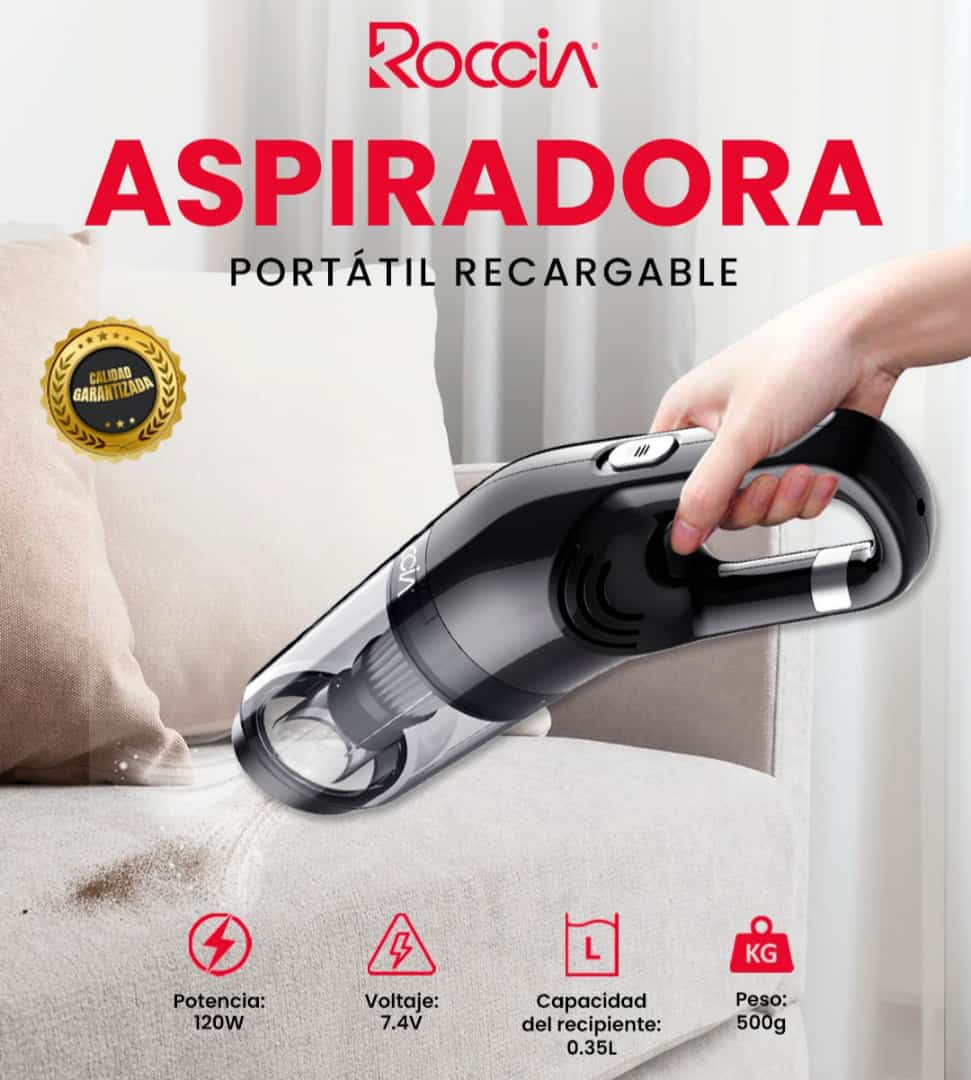 Roccia
ASPIRADORA
PORTÁTIL RECARGABLE
CALIDAD
GARANTIZADA
L
KG
Potencia:
120W
Voltaje:
7.4V
Capacidad
del recipiente:
0.35L
Peso:
500g